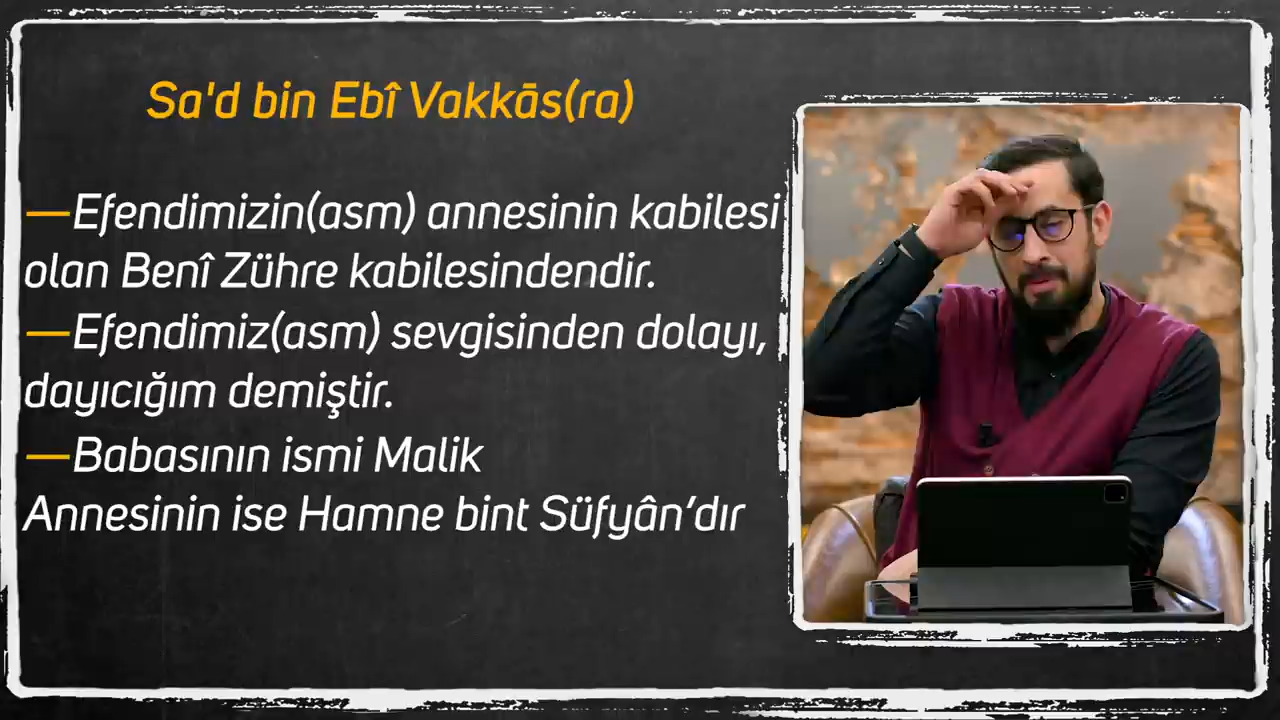 Sa'd bin Ebî Vakkās(ra)
—Efendimizin(asm) annesinin kabilesi
olan Benî Zühre kabilesindendir.
—Efendimiz(asm) sevgisinden dolayı,
dayıcığım demiştir.
—Babasının ismi Malik
Annesinin ise Hamne bint Süfyân’dır